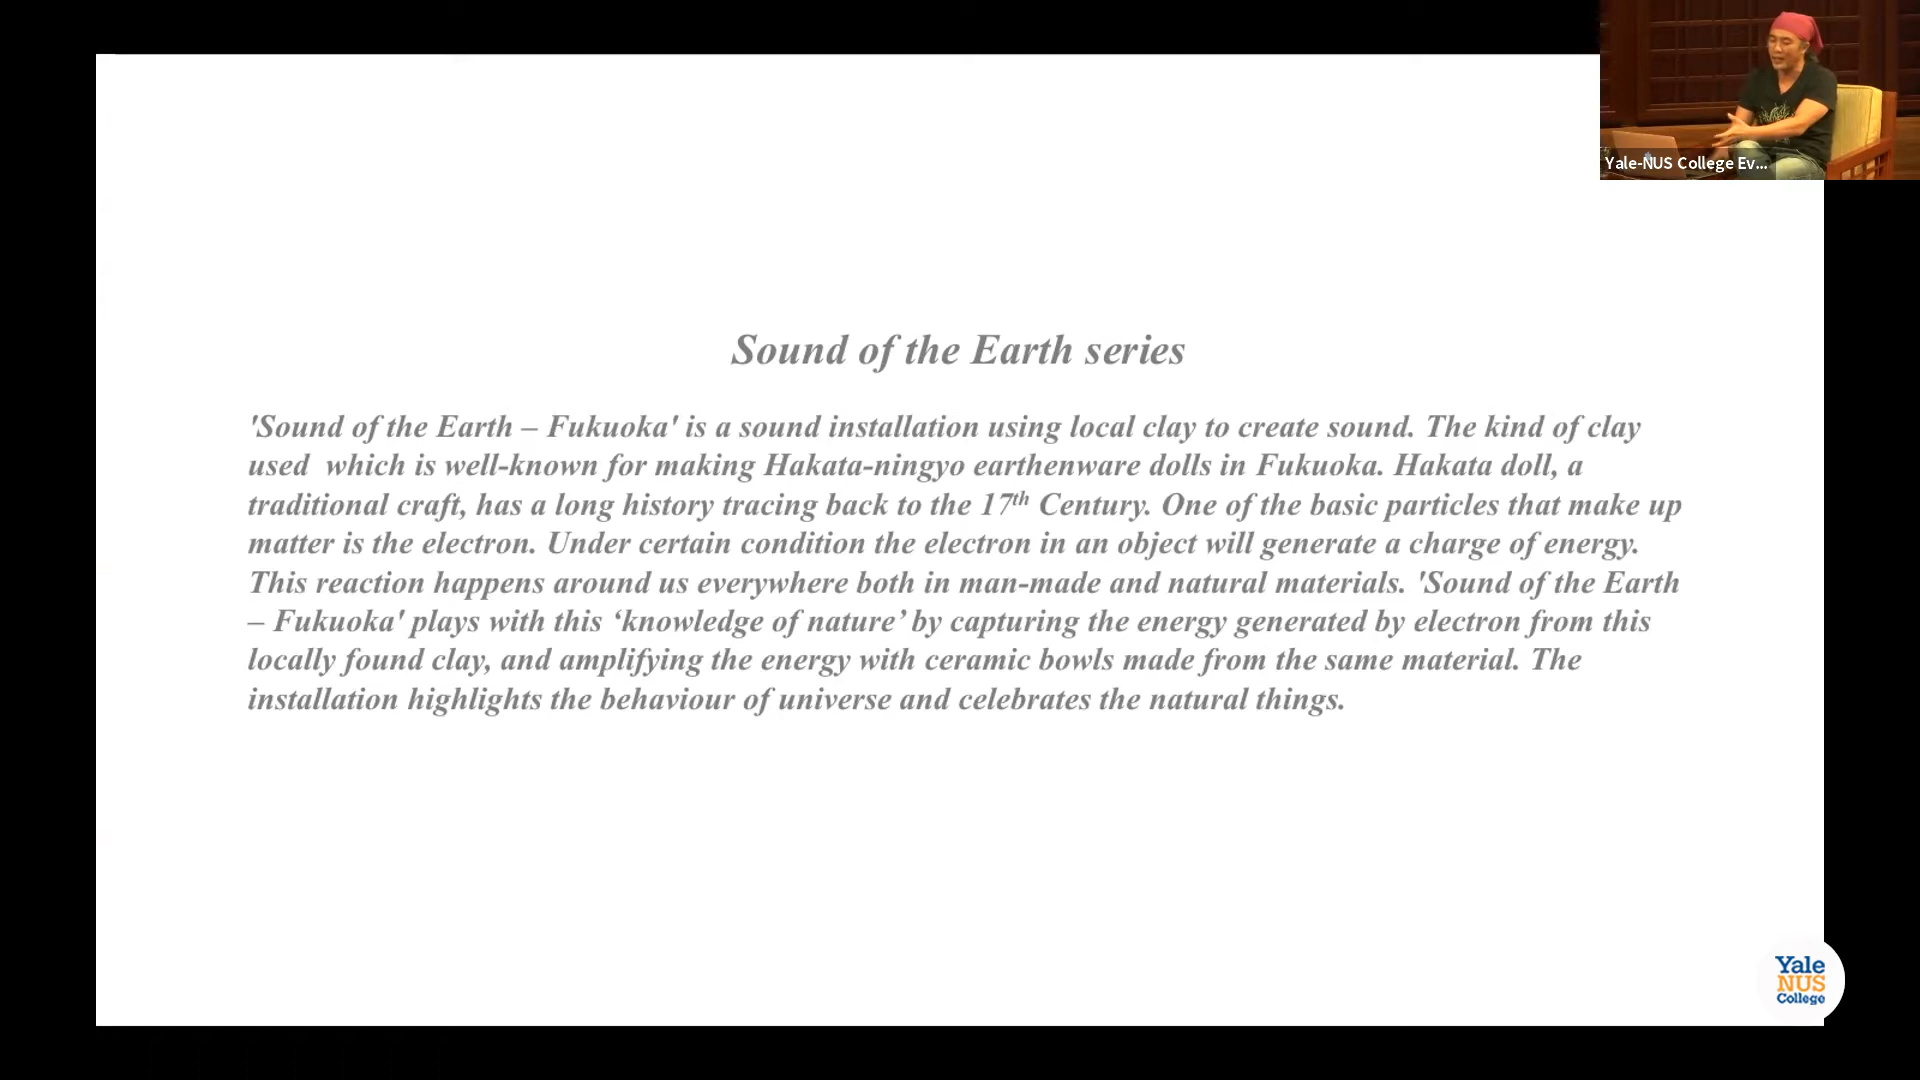 Yale-NUS College Ev...
Sound of the Earth series
'Sound of the Earth – Fukuoka' is a sound installation using local clay to create sound. The kind of clay
used  which is well-known for making Hakata-ningyo earthenware dolls in Fukuoka. Hakata doll, a
traditional craft, has a long history tracing back to the 17th Century. One of the basic particles that make up
matter is the electron. Under certain condition the electron in an object will generate a charge of energy.
This reaction happens around us everywhere both in man-made and natural materials. 'Sound of the Earth
– Fukuoka' plays with this ‘knowledge of nature’ by capturing the energy generated by electron from this
locally found clay, and amplifying the energy with ceramic bowls made from the same material. The
installation highlights the behaviour of universe and celebrates the natural things.
Yale
NUS
College